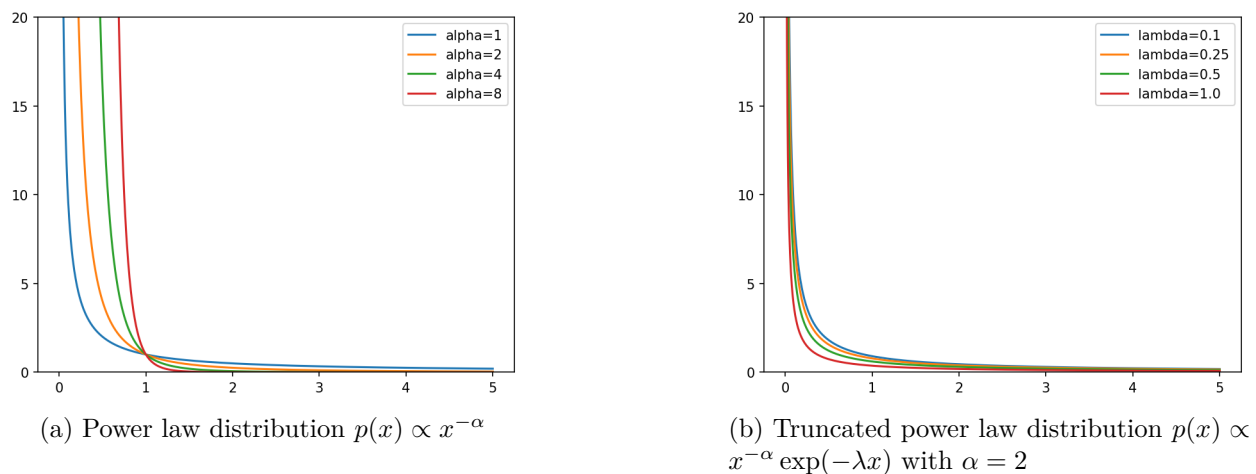 20
15
10
5
0
0 1 2 3 4 5
alpha=1
alpha=2
alpha=4
alpha=8
(a) Power law distribution p(x) ∝ x^{-α}
20
15
10
5
0
0 1 2 3 4 5
lambda=0.1
lambda=0.25
lambda=0.5
lambda=1.0
(b) Truncated power law distribution p(x) ∝
x^{-α} exp(−λx) with α = 2